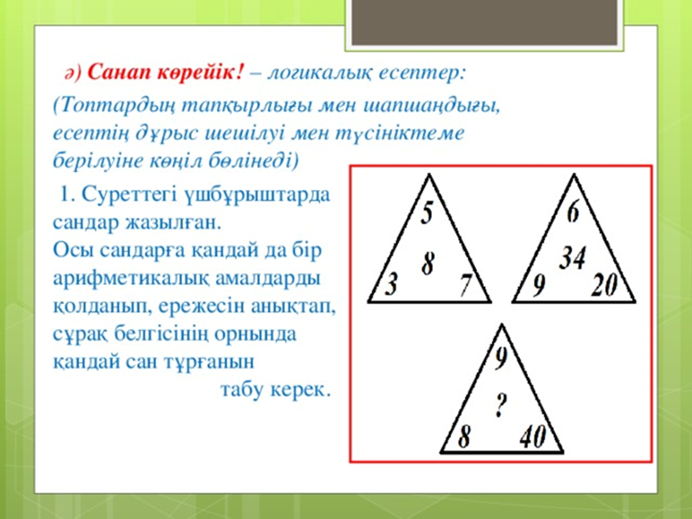 ә) Санап көрейік! – логикалық есептер:
(Топтардың тапқырлығы мен шапшаңдығы,
есептің дұрыс шешілуі мен түсініктеме
берілуіне көңіл бөлінеді)
1. Суреттегі үшбұрыштарда
сандар жазылған.
Осы сандарға қандай да бір
арифметикалық амалдарды
қолданып, ережесін анықтап,
сұрақ белгісінің орнында
қандай сан тұрғанын
табу керек.
5
8
3 7
6
34
9 20
9
?
8 40